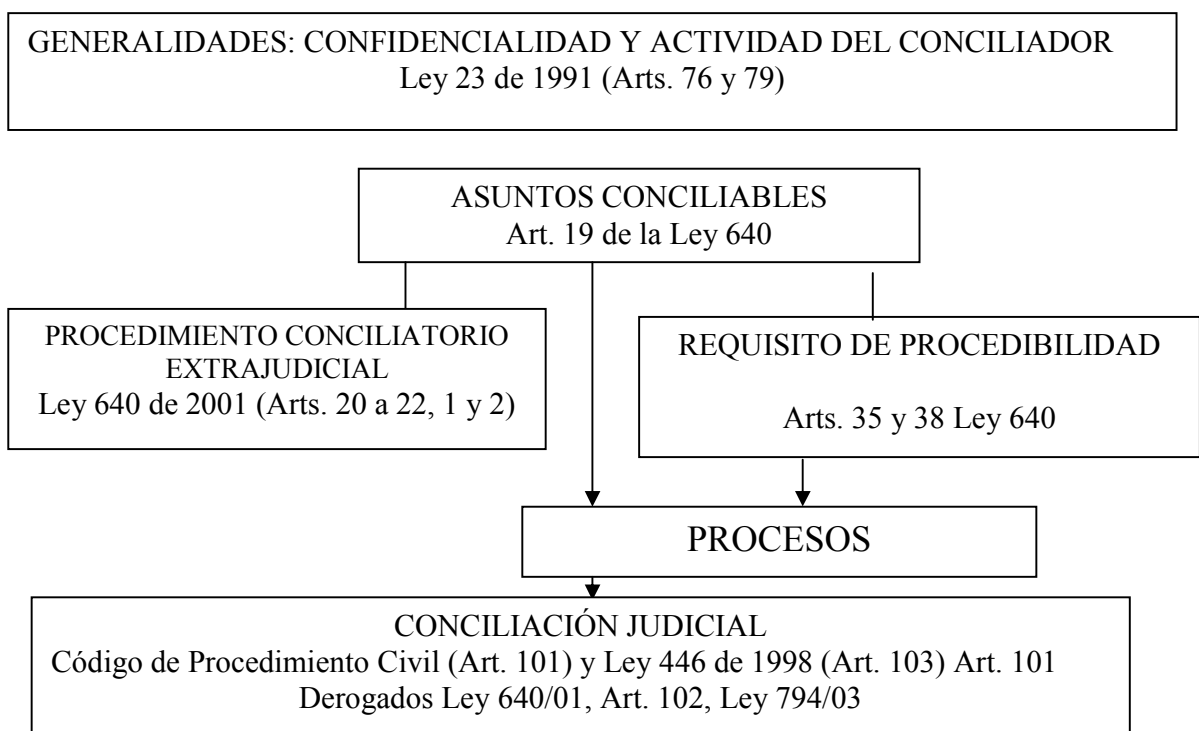 GENERALIDADES: CONFIDENCIALIDAD Y ACTIVIDAD DEL CONCILIADOR
Ley 23 de 1991 (Arts. 76 y 79)
ASUNTOS CONCILIABLES
Art. 19 de la Ley 640
PROCEDIMIENTO CONCILIATORIO
EXTRAJUDICIAL
Ley 640 de 2001 (Arts. 20 a 22, 1 y 2)
REQUISITO DE PROCEDIBILIDAD
Arts. 35 y 38 Ley 640
PROCESOS
CONCILIACIÓN JUDICIAL
Código de Procedimiento Civil (Art. 101) y Ley 446 de 1998 (Art. 103) Art. 101
Derogados Ley 640/01, Art. 102, Ley 794/03